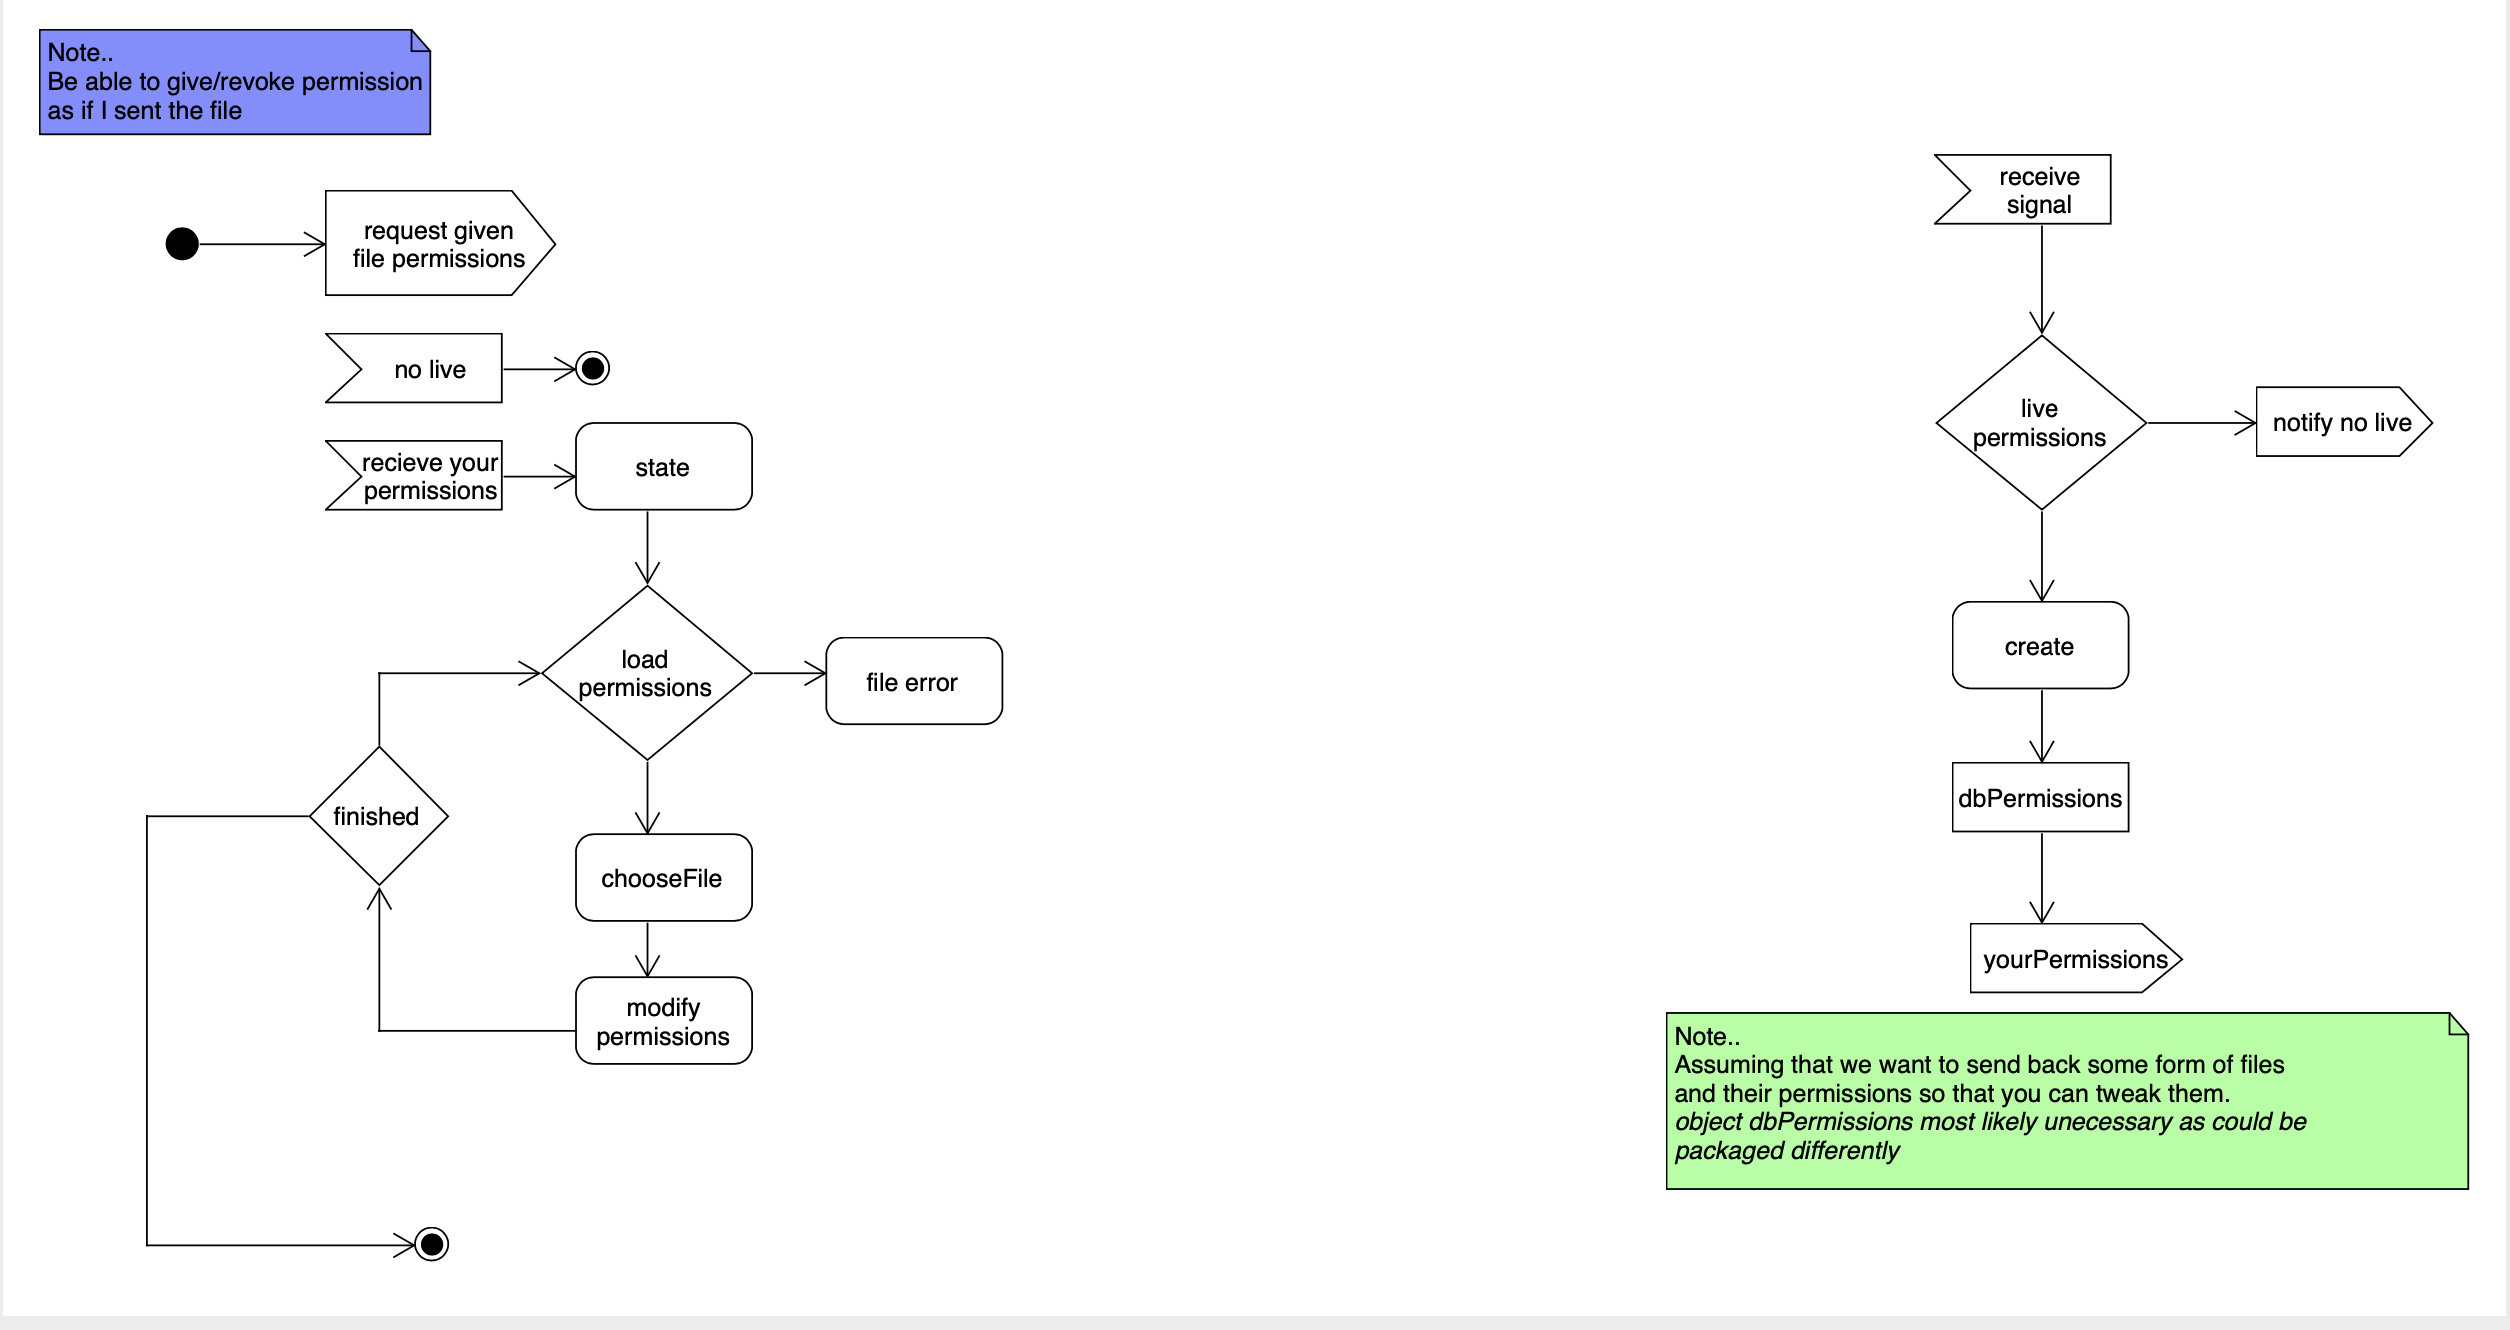 Note..
Be able to give/revoke permission
as if I sent the file
request given
file permissions
no live
recieve your
permissions
state
load
permissions
file error
finished
chooseFile
modify
permissions
receive
signal
live
permissions
notify no live
create
dbPermissions
yourPermissions
Note..
Assuming that we want to send back some form of files
and their permissions so that you can tweak them.
object dbPermissions most likely unecessary as could be
packaged differently